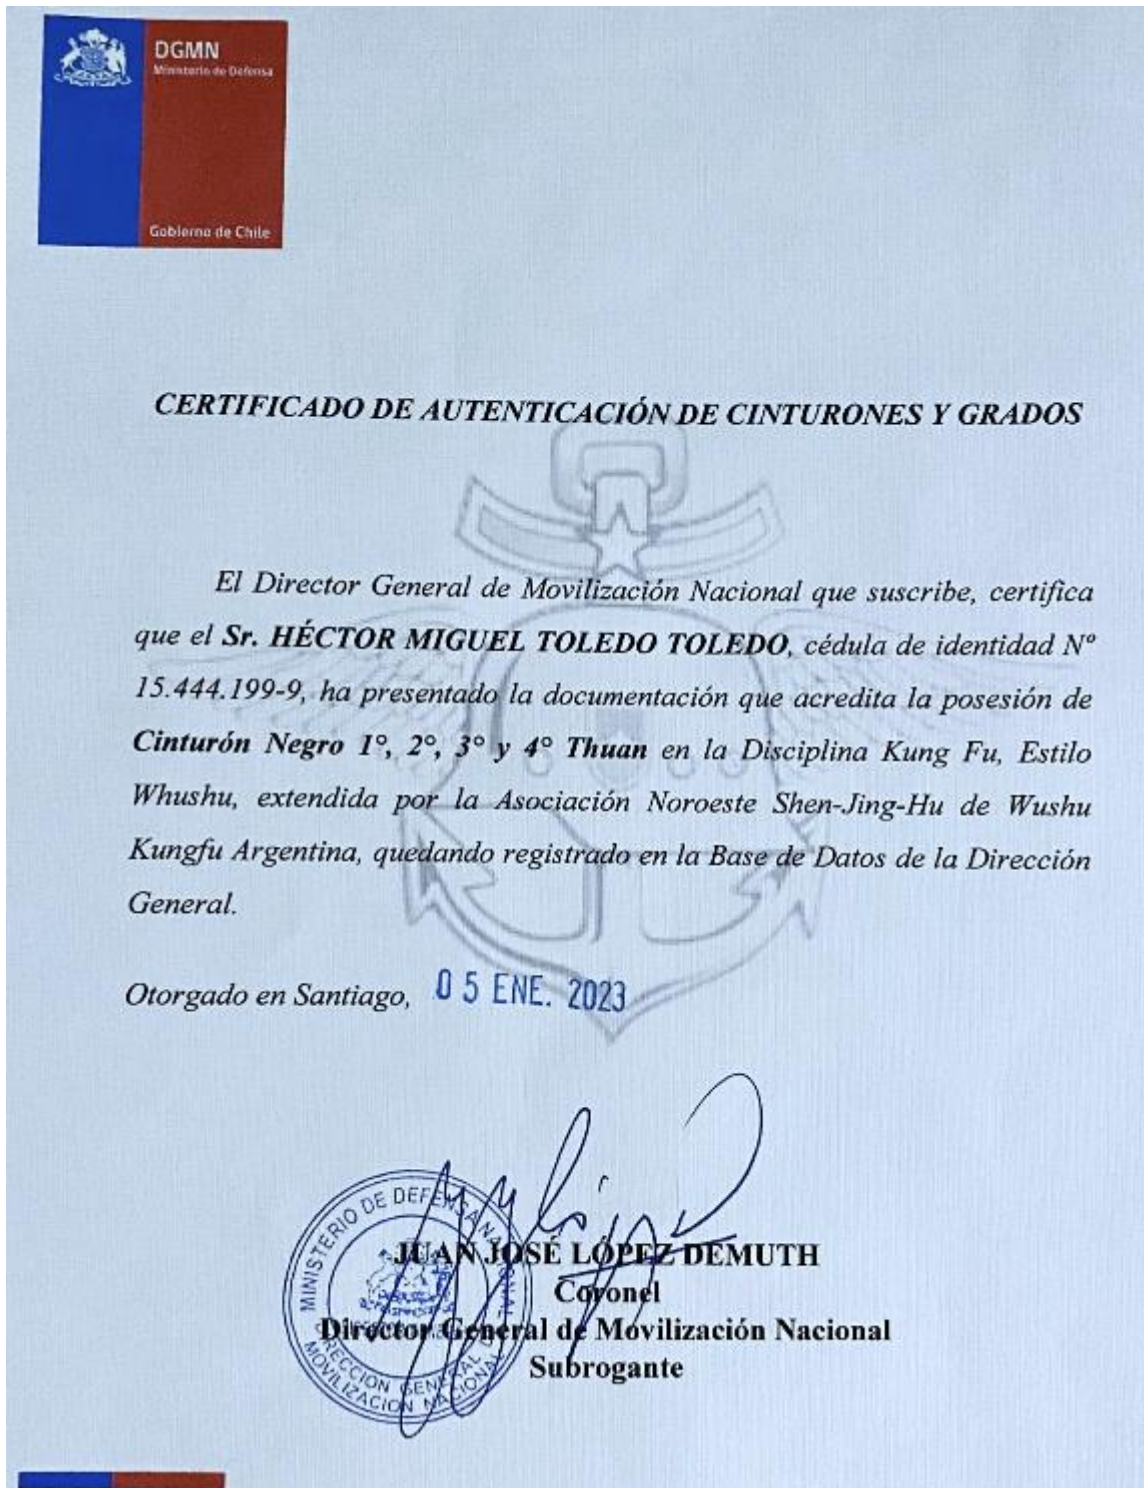 DGMN
Ministerio de Defensa
Gobierno de Chile
CERTIFICADO DE AUTENTICACIÓN DE CINTURONES Y GRADOS
El Director General de Movilización Nacional que suscribe, certifica
que el Sr. HÉCTOR MIGUEL TOLEDO TOLEDO, cédula de identidad Nº
15.444.199-9, ha presentado la documentación que acredita la posesión de
Cinturón Negro 1°, 2°, 3° y 4° Thuan en la Disciplina Kung Fu, Estilo
Whushu, extendida por la Asociación Noroeste Shen-Jing-Hu de Wushu
Kungfu Argentina, quedando registrado en la Base de Datos de la Dirección
General.
Otorgado en Santiago, 05 ENE. 2023
MINISTERIO DE DEFENSA NACIONAL
DIRECCION GENERAL DE
MOVILIZACION NACIONAL
JUAN JOSÉ LÓPEZ DEMUTH
Coronel
Director General de Movilización Nacional
Subrogante